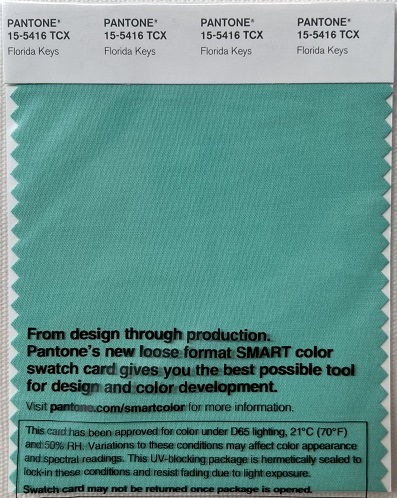 PANTONE® PANTONE® PANTONE® PANTONE®
15-5416 TCX 15-5416 TCX 15-5416 TCX 15-5416 TCX
Florida Keys Florida Keys Florida Keys Florida Keys
From design through production.
Pantone's new loose format SMART color
swatch card gives you the best possible tool
for design and color development.
Visit pantone.com/smartcolor for more information.
This card has been approved for color under D65 lighting, 21°C (70°F)
and 50% RH. Variations to these conditions may affect color appearance
and spectral readings. This UV-blocking package is hermetically sealed to
lock-in these conditions and resist fading due to light exposure.
Swatch card may not be returned once package is opened.